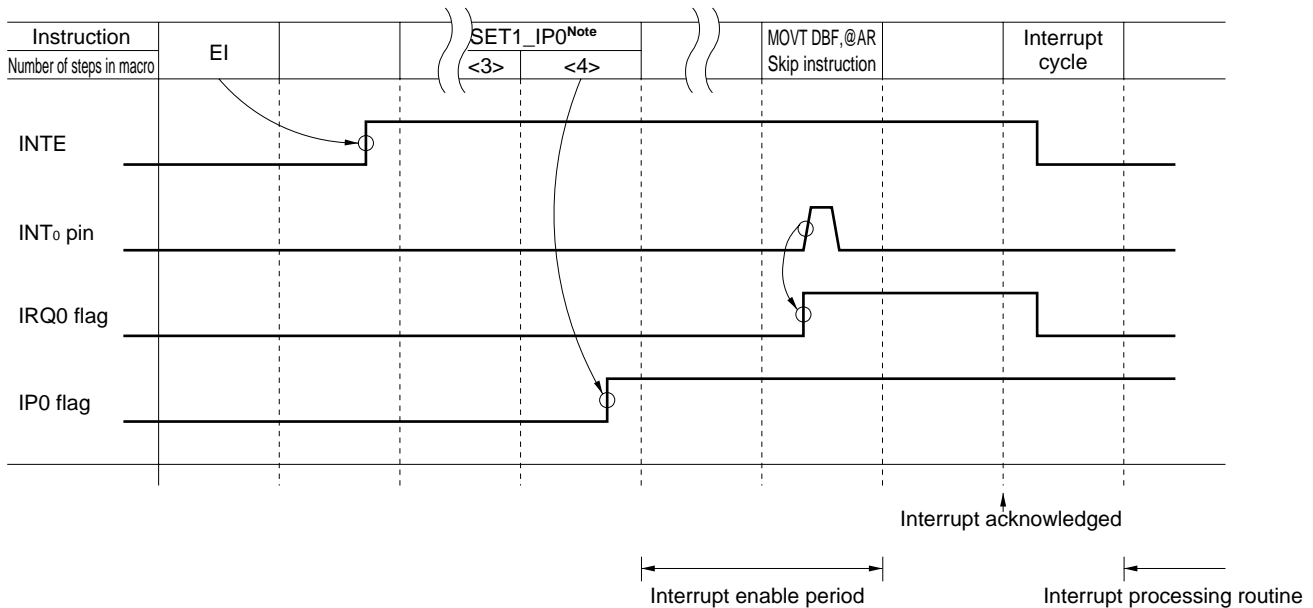 Instruction
Number of steps in macro
EI
SET1_IP0Note
<3>
<4>
MOVT DBF,@AR
Skip instruction
Interrupt
cycle
INTE
INT0 pin
IRQ0 flag
IP0 flag
Interrupt acknowledged
Interrupt enable period
Interrupt processing routine